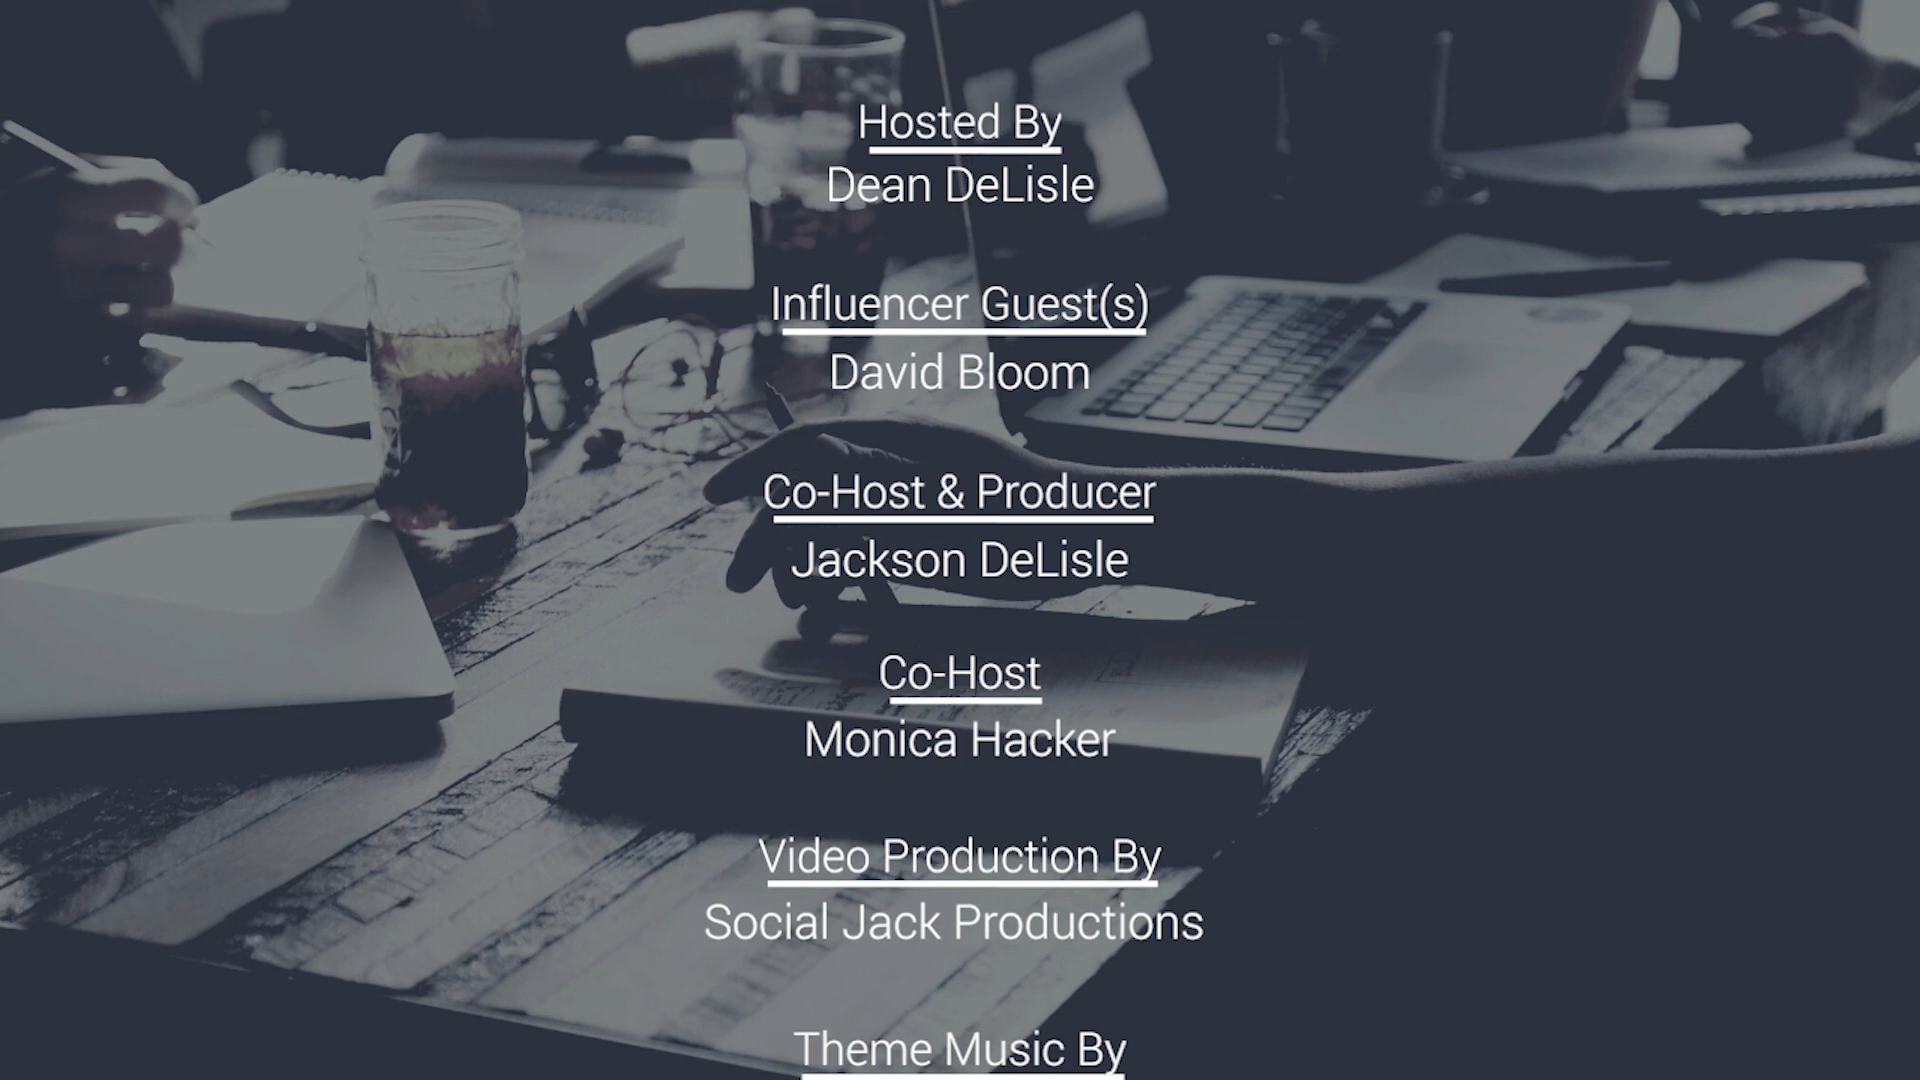 Hosted By
Dean DeLisle
Influencer Guest(s)
David Bloom
Co-Host & Producer
Jackson DeLisle
Co-Host
Monica Hacker
Video Production By
Social Jack Productions
Theme Music By